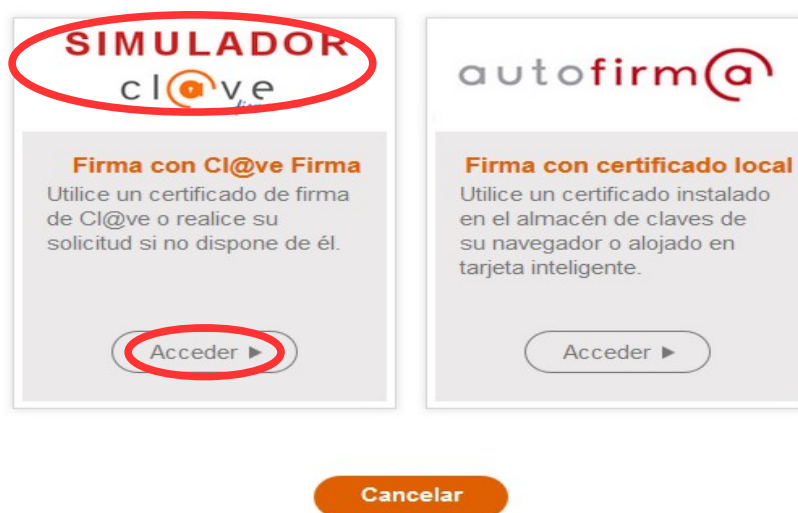 SIMULADOR
cl@ve
firma
Firma con Cl@ve Firma
Utilice un certificado de firma
de Cl@ve o realice su
solicitud si no dispone de él.
Acceder ►
autofirm@
Firma con certificado local
Utilice un certificado instalado
en el almacén de claves de
su navegador o alojado en
tarjeta inteligente.
Acceder ►
Cancelar